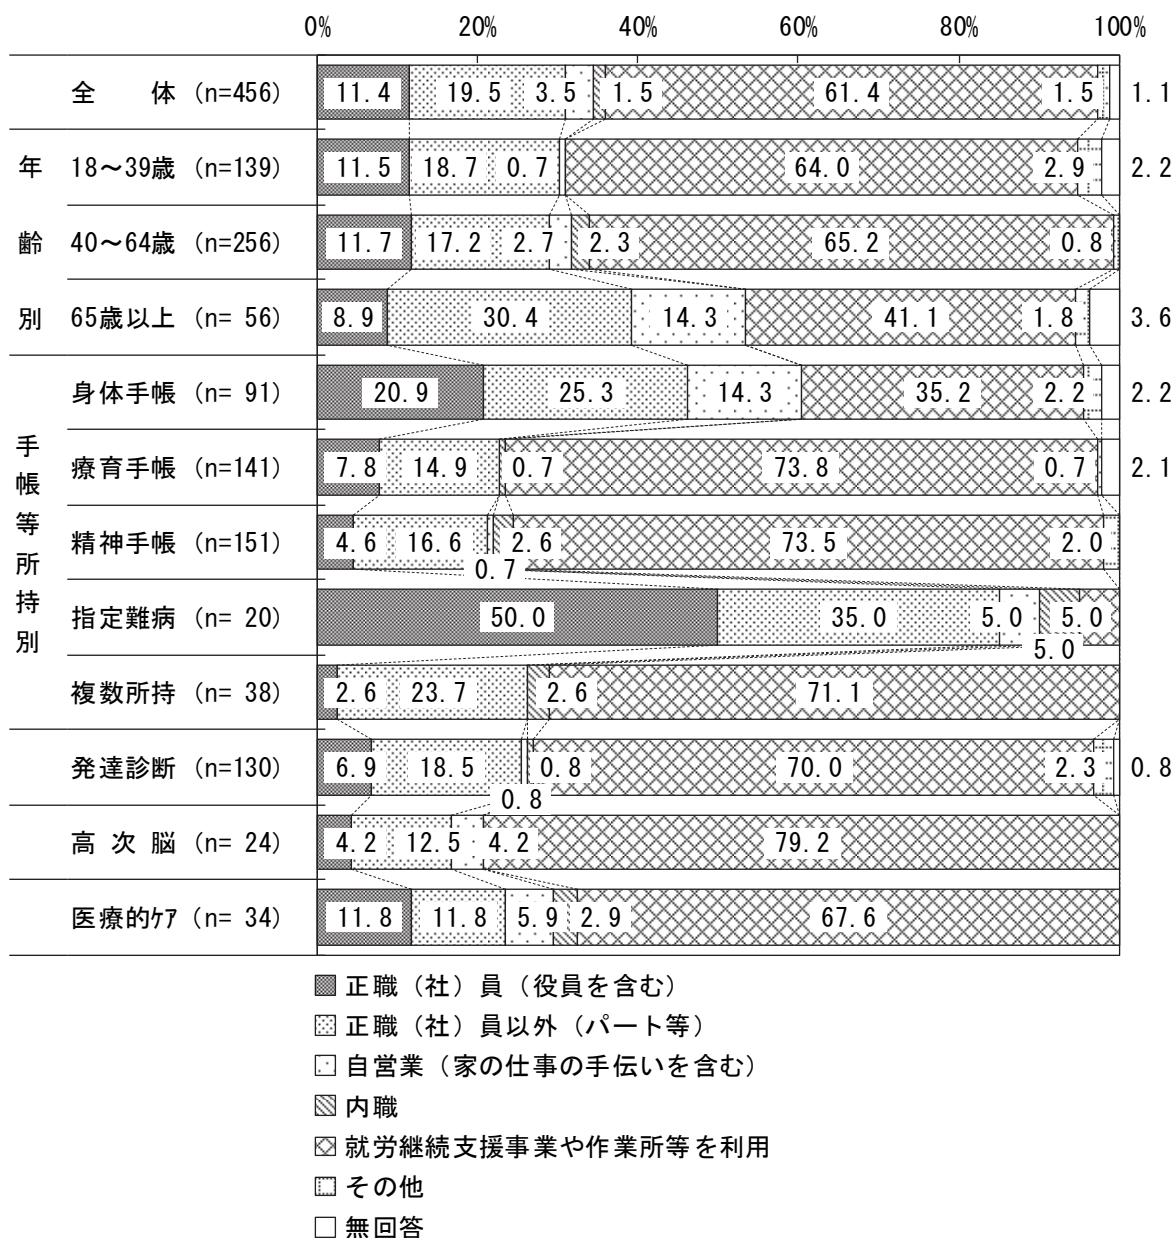 0% 20% 40% 60% 80% 100%
全 体 (n=456) 11.4 19.5 3.5 1.5 61.4 1.5 1.1
年齢別
18～39歳 (n=139) 11.5 18.7 0.7 64.0 2.9 2.2
40～64歳 (n=256) 11.7 17.2 2.7 2.3 65.2 0.8
65歳以上 (n= 56) 8.9 30.4 14.3 41.1 1.8 3.6
手帳等所持別
身体手帳 (n= 91) 20.9 25.3 14.3 35.2 2.2 2.2
療育手帳 (n=141) 7.8 14.9 0.7 73.8 0.7 2.1
精神手帳 (n=151) 4.6 16.6 2.6 73.5 2.0
0.7
指定難病 (n= 20) 50.0 35.0 5.0 5.0
5.0
複数所持 (n= 38) 2.6 23.7 2.6 71.1
発達診断 (n=130) 6.9 18.5 0.8 70.0 2.3 0.8
0.8
高 次 脳 (n= 24) 4.2 12.5 4.2 79.2
医療的ｹｱ (n= 34) 11.8 11.8 5.9 2.9 67.6
正職（社）員（役員を含む）
正職（社）員以外（パート等）
自営業（家の仕事の手伝いを含む）
内職
就労継続支援事業や作業所等を利用
その他
無回答